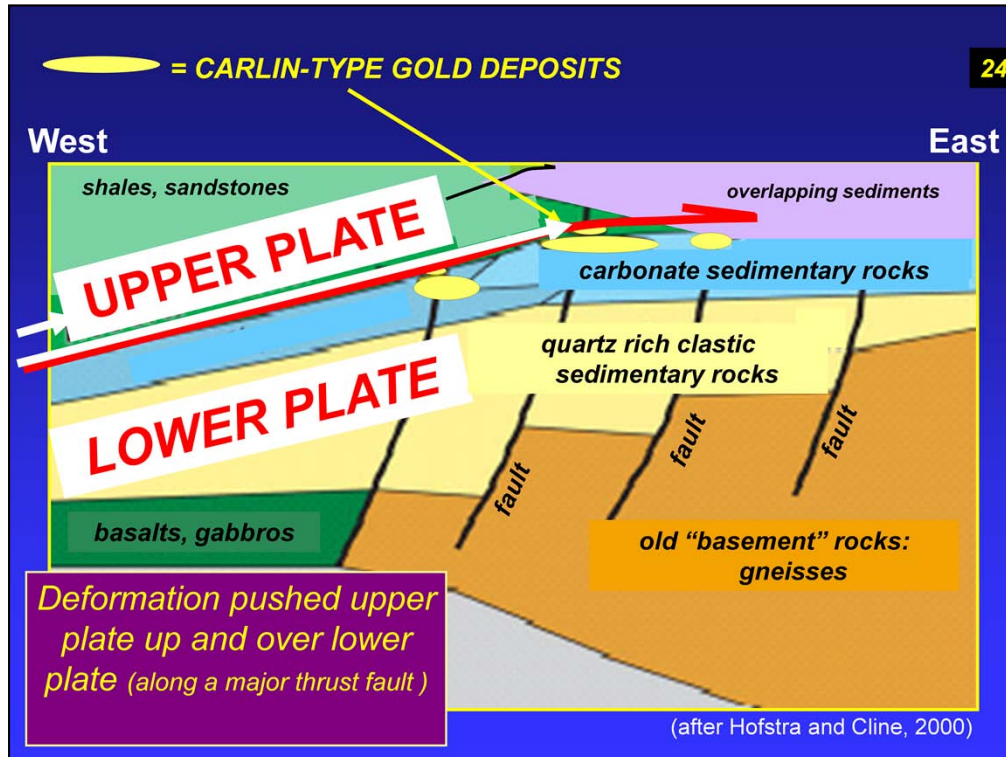 = CARLIN-TYPE GOLD DEPOSITS
24
West
East
shales, sandstones
overlapping sediments
UPPER PLATE
carbonate sedimentary rocks
quartz rich clastic
sedimentary rocks
LOWER PLATE
fault
fault
fault
basalts, gabbros
old “basement” rocks:
gneisses
Deformation pushed upper
plate up and over lower
plate (along a major thrust fault )
(after Hofstra and Cline, 2000)